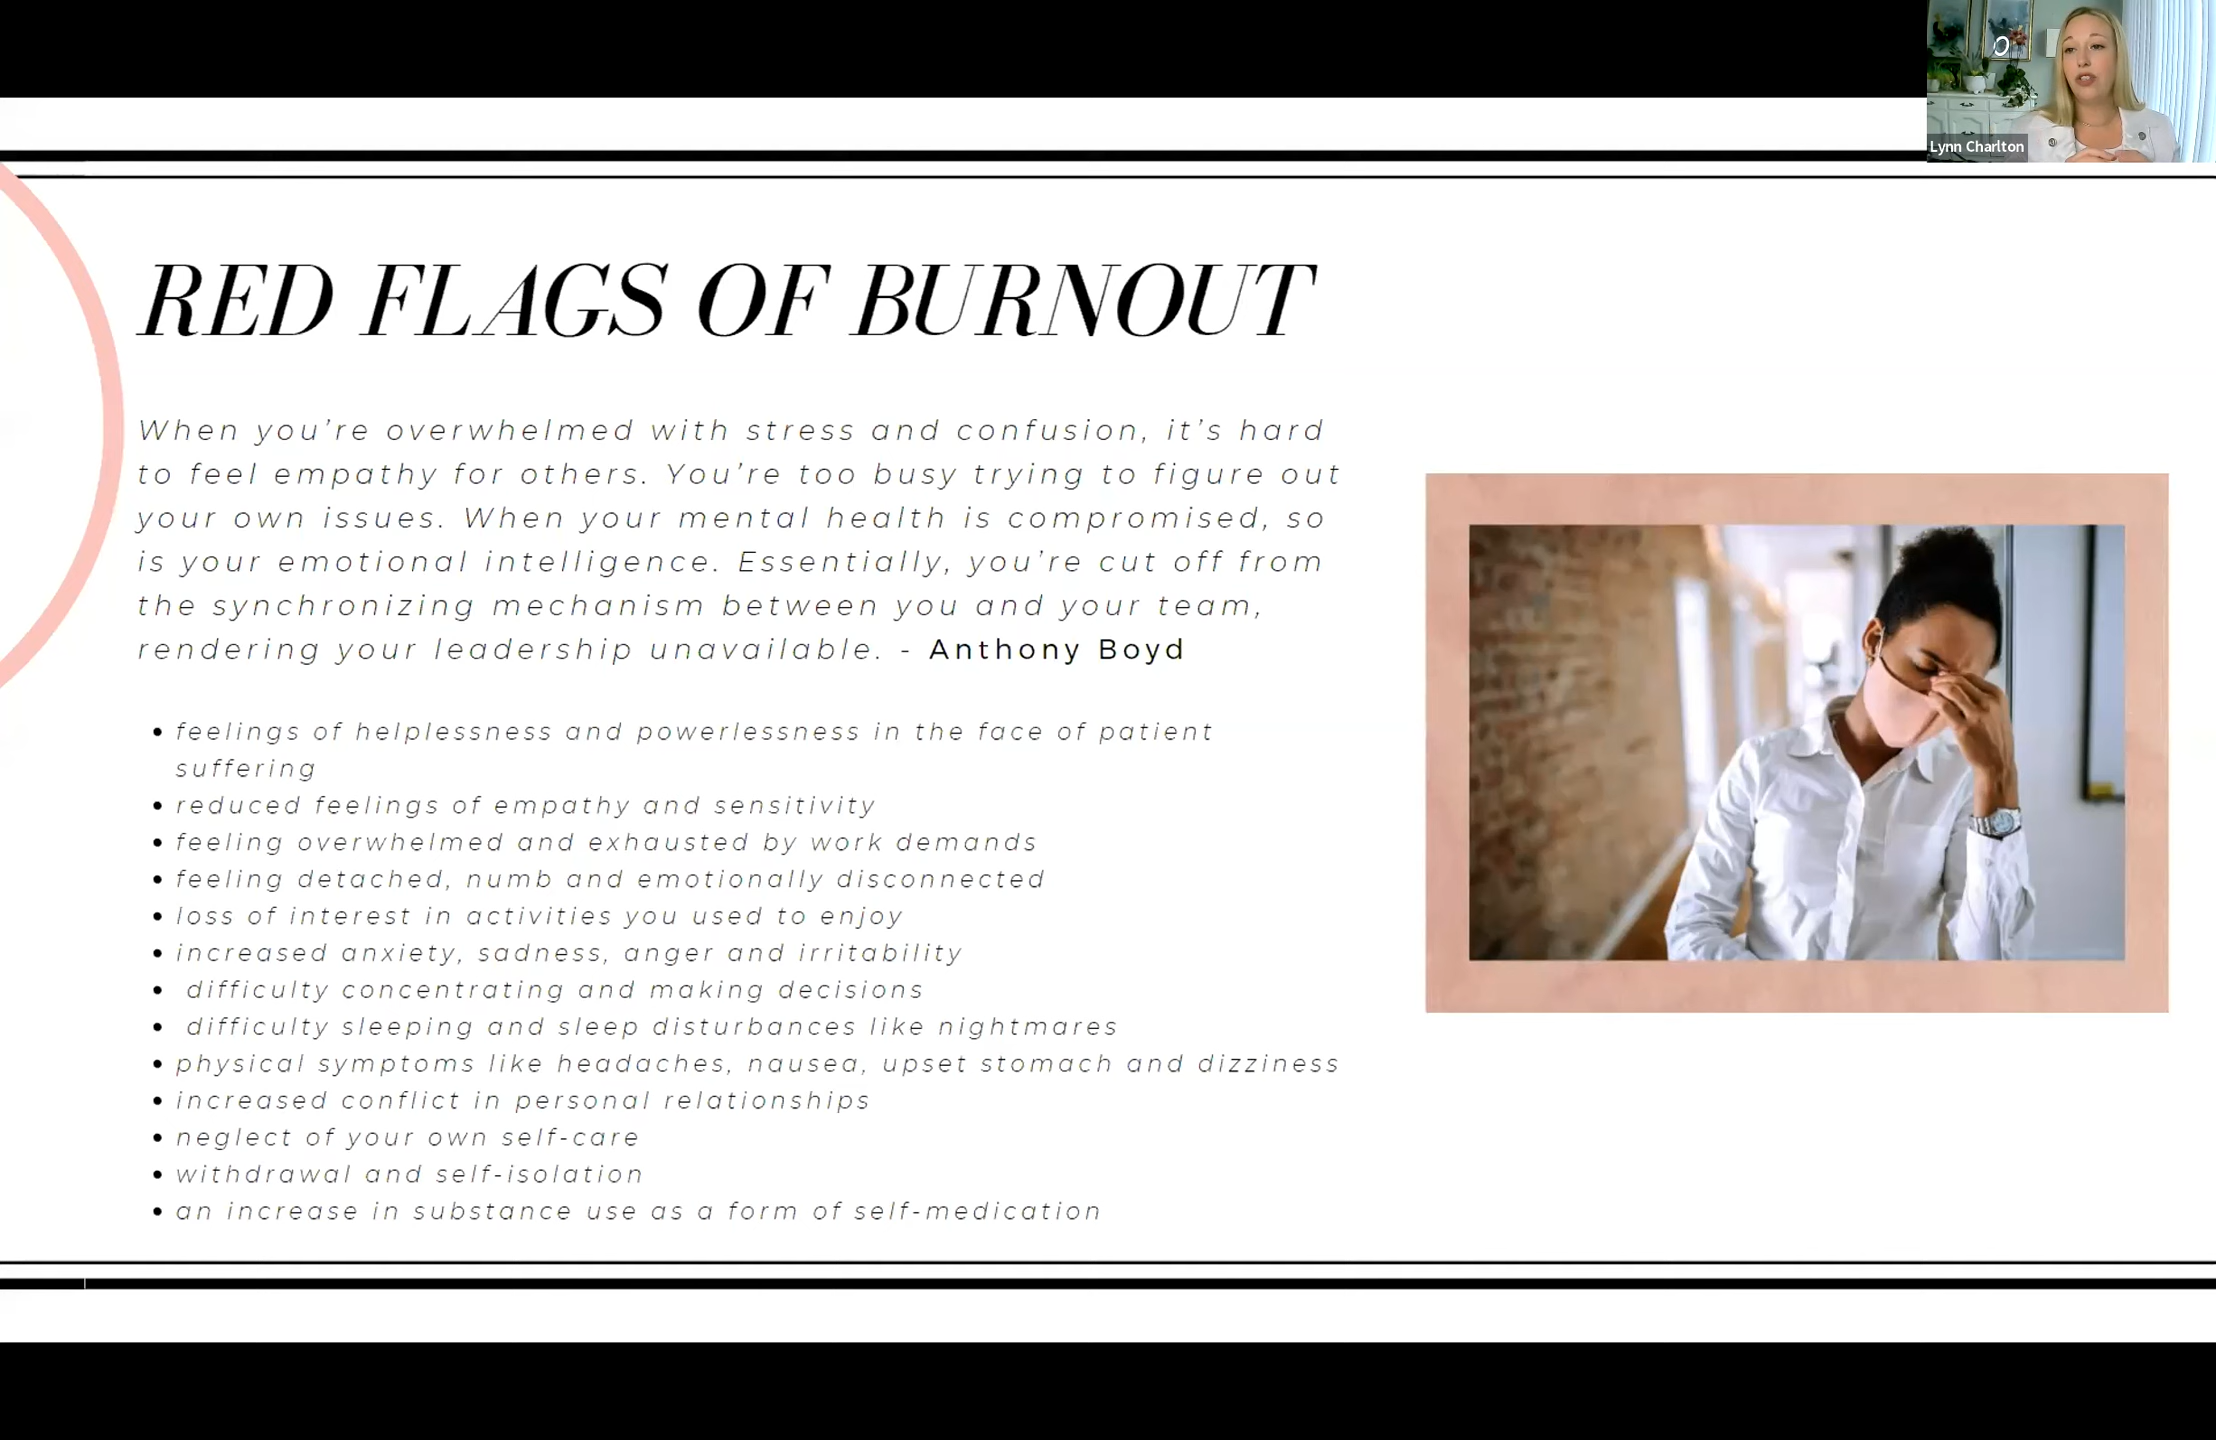 Lynn Charlton
RED FLAGS OF BURNOUT
When you're overwhelmed with stress and confusion, it's hard
to feel empathy for others. You're too busy trying to figure out
your own issues. When your mental health is compromised, so
is your emotional intelligence. Essentially, you're cut off from
the synchronizing mechanism between you and your team,
rendering your leadership unavailable. - Anthony Boyd
• feelings of helplessness and powerlessness in the face of patient
suffering
• reduced feelings of empathy and sensitivity
• feeling overwhelmed and exhausted by work demands
• feeling detached, numb and emotionally disconnected
• loss of interest in activities you used to enjoy
• increased anxiety, sadness, anger and irritability
• difficulty concentrating and making decisions
• difficulty sleeping and sleep disturbances like nightmares
• physical symptoms like headaches, nausea, upset stomach and dizziness
• increased conflict in personal relationships
• neglect of your own self-care
• withdrawal and self-isolation
• an increase in substance use as a form of self-medication